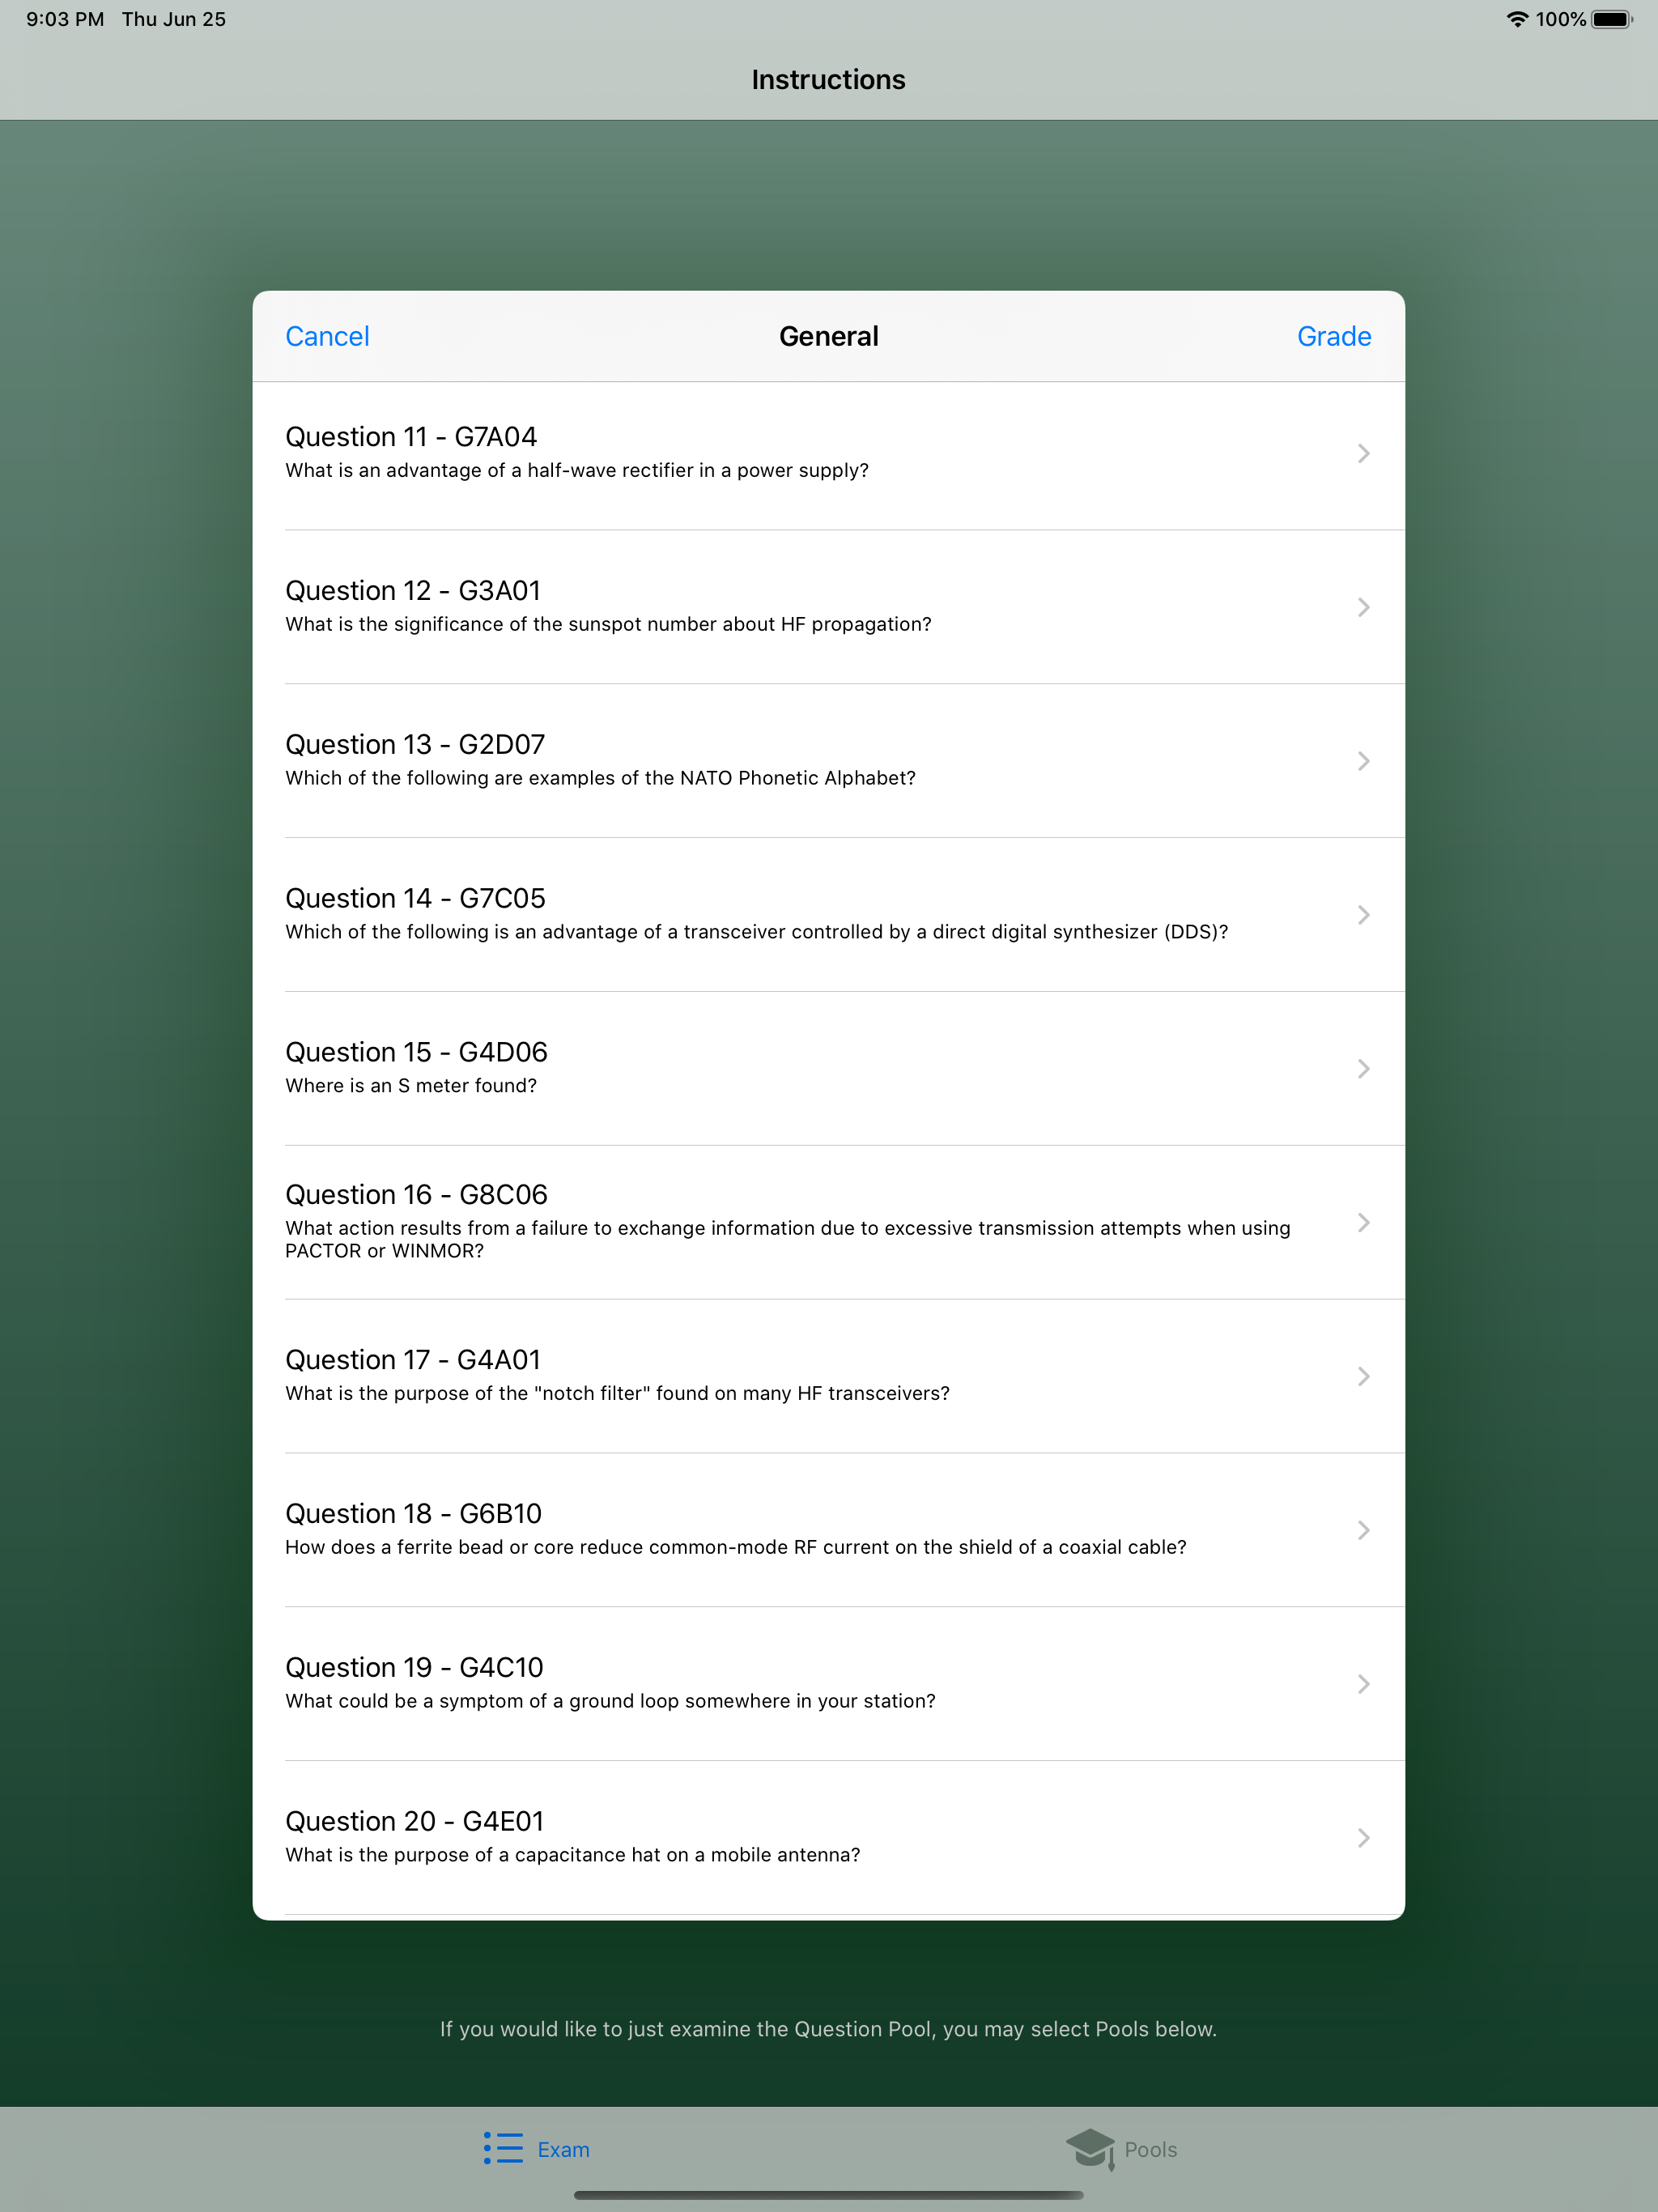 9:03 PM Thu Jun 25
100%
Instructions
Cancel
General
Grade
Question 11 - G7A04
What is an advantage of a half-wave rectifier in a power supply?
Question 12 - G3A01
What is the significance of the sunspot number about HF propagation?
Question 13 - G2D07
Which of the following are examples of the NATO Phonetic Alphabet?
Question 14 - G7C05
Which of the following is an advantage of a transceiver controlled by a direct digital synthesizer (DDS)?
Question 15 - G4D06
Where is an S meter found?
Question 16 - G8C06
What action results from a failure to exchange information due to excessive transmission attempts when using
PACTOR or WINMOR?
Question 17 - G4A01
What is the purpose of the "notch filter" found on many HF transceivers?
Question 18 - G6B10
How does a ferrite bead or core reduce common-mode RF current on the shield of a coaxial cable?
Question 19 - G4C10
What could be a symptom of a ground loop somewhere in your station?
Question 20 - G4E01
What is the purpose of a capacitance hat on a mobile antenna?
If you would like to just examine the Question Pool, you may select Pools below.
Exam
Pools